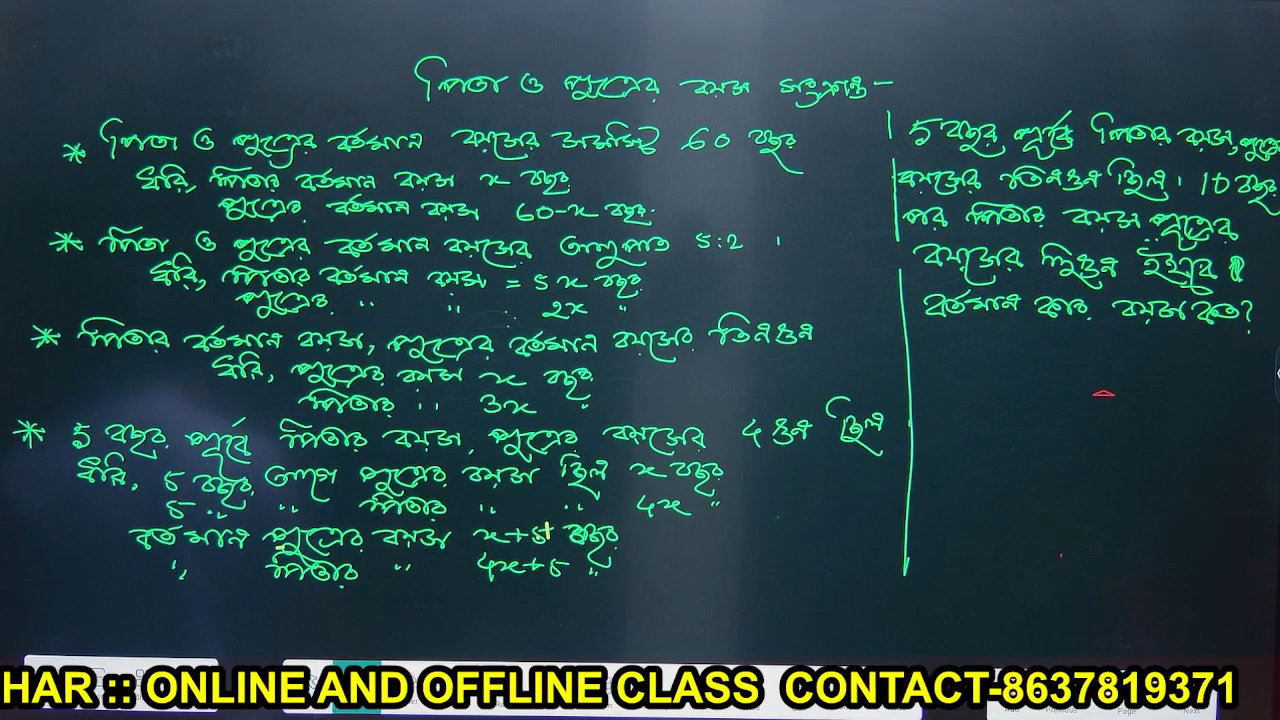 পিতা ও পুত্রের বয়স সংক্রান্ত –
* পিতা ও পুত্রের বর্তমান বয়সের সমষ্টি 60 বছর
ধরি, পিতার বর্তমান বয়স x বছর
পুত্রের বর্তমান বয়স 60-x বছর.
* পিতা ও পুত্রের বর্তমান বয়সের অনুপাত 5:2 ।
ধরি, পিতার বর্তমান বয়স = 5x বছর
পুত্রের " " 2x "
* পিতার বর্তমান বয়স, পুত্রের বর্তমান বয়সের তিনগুন
ধরি, পুত্রের বয়স x বছর
পিতার " 3x "
* 5 বছর পূর্বে পিতার বয়স, পুত্রের বয়সের 4 গুন ছিল
ধরি, 5 বছর আগে পুত্রের বয়স ছিল x বছর
5 " " পিতার " " 4x "
বর্তমান পুত্রের বয়স x+5 বছর
" পিতার " 4x+5 "
5 বছর পূর্বে পিতার বয়স, পুত্রের
বয়সের তিনগুন ছিল। 10 বছর
পর পিতার বয়স পুত্রের
বয়সের দ্বিগুন হইবে।
বর্তমান কার বয়স কত?
HAR :: ONLINE AND OFFLINE CLASS CONTACT-8637819371